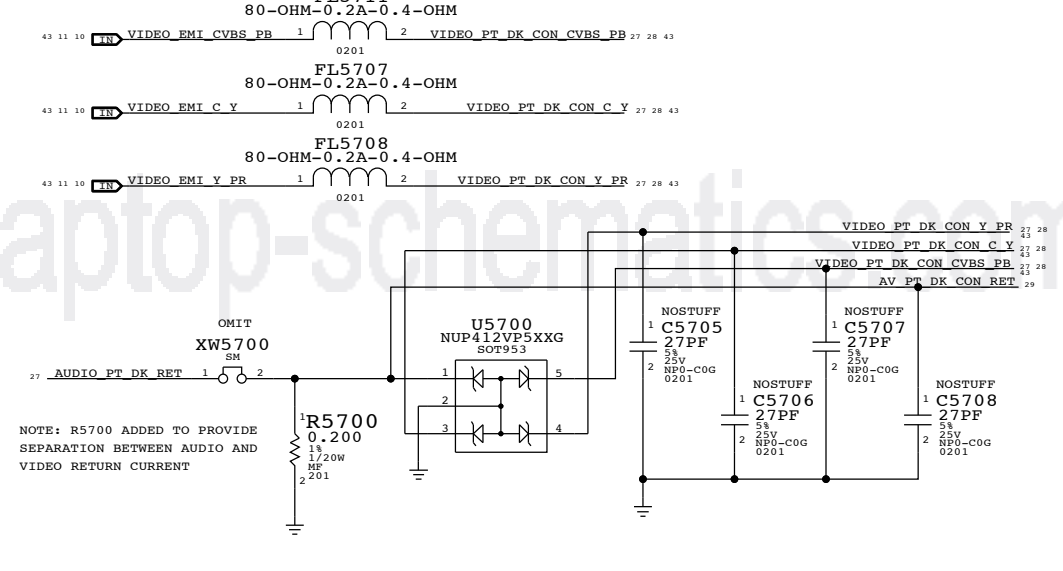 80-OHM-0.2A-0.4-OHM
43 11 10 IN VIDEO_EMI_CVBS_PB 1 2 VIDEO_PT_DK_CON_CVBS_PB 27 28 43
0201
FL5707
80-OHM-0.2A-0.4-OHM
43 11 10 IN VIDEO_EMI_C_Y 1 2 VIDEO_PT_DK_CON_C_Y 27 28 43
0201
FL5708
80-OHM-0.2A-0.4-OHM
43 11 10 IN VIDEO_EMI_Y_PR 1 2 VIDEO_PT_DK_CON_Y_PR 27 28 43
0201
aptop-schematics.com
VIDEO_PT_DK_CON_Y_PR 27 28
43
VIDEO_PT_DK_CON_C_Y 27 28
43
VIDEO_PT_DK_CON_CVBS_PB 27 28
43
AV_PT_DK_CON_RET 29
OMIT
XW5700
SM
27 AUDIO_PT_DK_RET 1 2
1 R5700
0.200
1%
1/20W
MF
2 201
NOTE: R5700 ADDED TO PROVIDE
SEPARATION BETWEEN AUDIO AND
VIDEO RETURN CURRENT
U5700
NUP412VP5XXG
SOT953
1 5
2
3 4
NOSTUFF
1 C5705
27PF
5%
25V
2 NP0-C0G
0201
NOSTUFF
1 C5706
27PF
5%
25V
2 NP0-C0G
0201
NOSTUFF
1 C5707
27PF
5%
25V
2 NP0-C0G
0201
NOSTUFF
1 C5708
27PF
5%
25V
2 NP0-C0G
0201